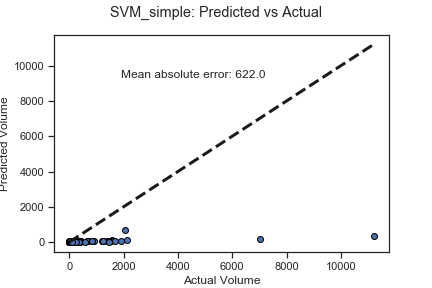 SVM_simple: Predicted vs Actual
Mean absolute error: 622.0
Predicted Volume
10000
8000
6000
4000
2000
0
0 2000 4000 6000 8000 10000
Actual Volume